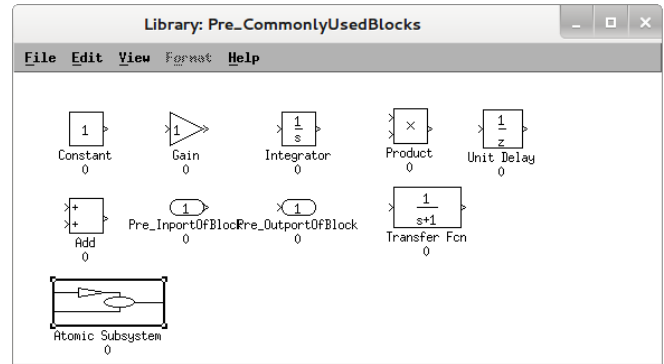 Library: Pre_CommonlyUsedBlocks
File Edit View Format Help
1 1 1 × 1
s z
Constant Gain Integrator Product Unit Delay
0 0 0 0 0
+ 1 1 1
+ s+1
Add Pre_InportOfBlock Pre_OutportOfBlock Transfer Fcn
0 0 0 0
Atomic Subsystem
0